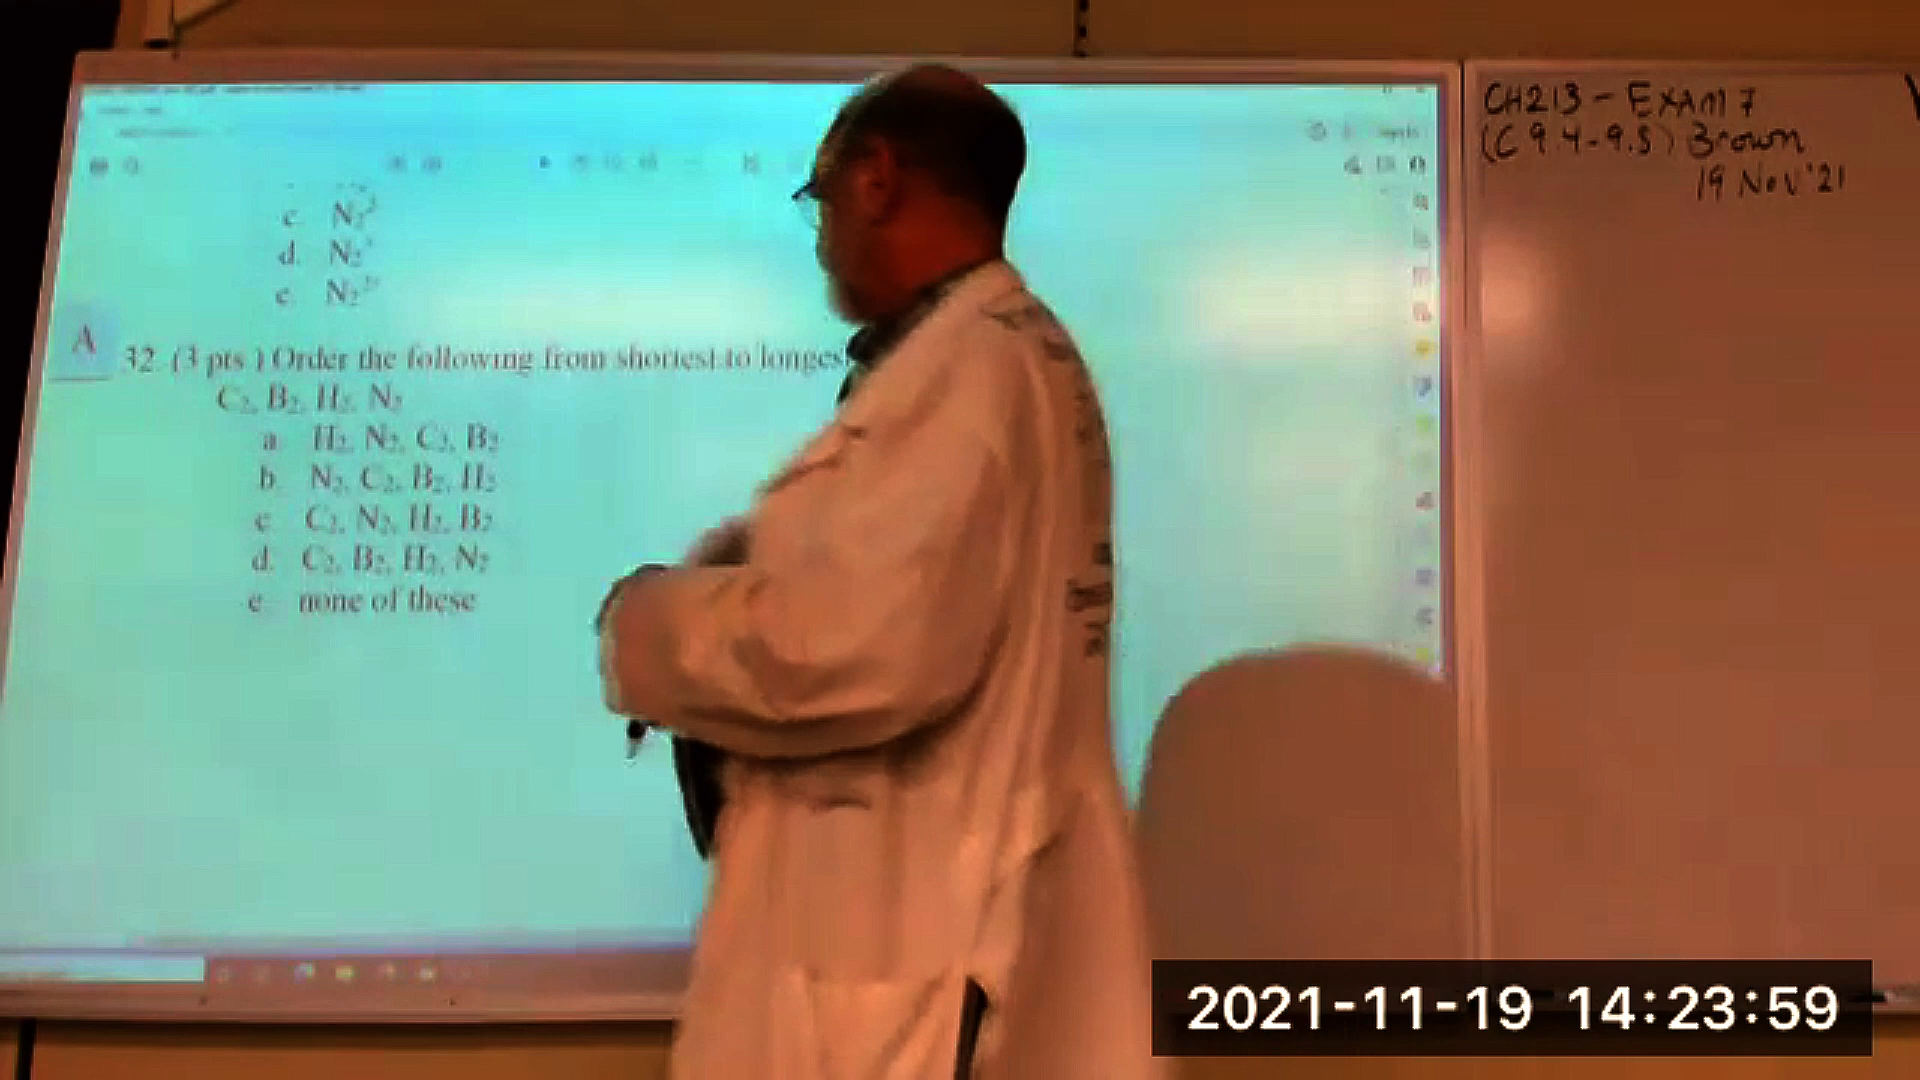 c. N₂
d. N₂
e. N₂
A
32. (3 pts.) Order the following from shortest to longes
C₂, B₂, H₂, N₂
a. H₂, N₂, C₂, B₂
b. N₂, C₂, B₂, H₂
c. C₂, N₂, H₂, B₂
d. C₂, B₂, H₂, N₂
e. none of these
CH213 - EXAM 7
(C 9.4-9.5) Brown
19 Nov '21
2021-11-19 14:23:59